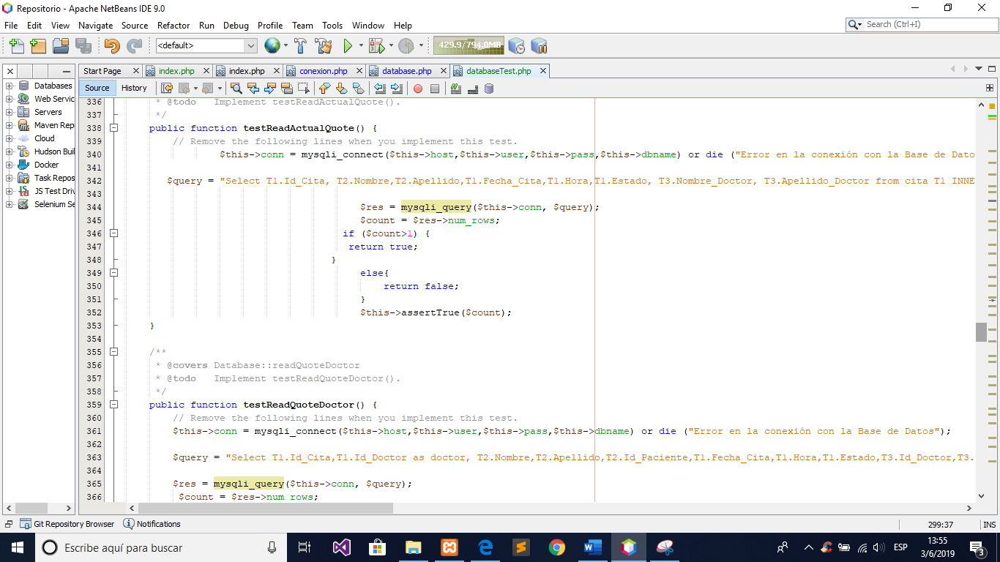 Repositorio - Apache NetBeans IDE 9.0
File Edit View Navigate Source Refactor Run Debug Profile Team Tools Window Help
Search (Ctrl+I)
<default>
429.9/794.0MB
Start Page index.php index.php conexion.php database.php databaseTest.php
Source History
Databases
Web Servic
Servers
Maven Rep
Cloud
Hudson Buil
Docker
Task Repos
JS Test Driv
Selenium Se
336 * @todo Implement testReadActualQuote().
337 */
338 public function testReadActualQuote() {
339 // Remove the following lines when you implement this test.
340 $this->conn = mysqli_connect($this->host,$this->user,$this->pass,$this->dbname) or die ("Error en la conexión con la Base de Dato
341
342 $query = "Select T1.Id_Cita, T2.Nombre,T2.Apellido,T1.Fecha_Cita,T1.Hora,T1.Estado, T3.Nombre_Doctor, T3.Apellido_Doctor from cita T1 INNE
343
344 $res = mysqli_query($this->conn, $query);
345 $count = $res->num_rows;
346 if ($count>1) {
347 return true;
348 }
349 else{
350 return false;
351 }
352 $this->assertTrue($count);
353 }
354
355 /**
356 * @covers Database::readQuoteDoctor
357 * @todo Implement testReadQuoteDoctor().
358 */
359 public function testReadQuoteDoctor() {
360 // Remove the following lines when you implement this test.
361 $this->conn = mysqli_connect($this->host,$this->user,$this->pass,$this->dbname) or die ("Error en la conexión con la Base de Datos");
362
363 $query = "Select T1.Id_Cita,T1.Id_Doctor as doctor, T2.Nombre,T2.Apellido,T2.Id_Paciente,T1.Fecha_Cita,T1.Hora,T1.Estado,T3.Id_Doctor,T3.
364
365 $res = mysqli_query($this->conn, $query);
366 $count = $res->num_rows;
Git Repository Browser Notifications
299:37 INS
Escribe aquí para buscar
ESP
13:55
3/6/2019
3